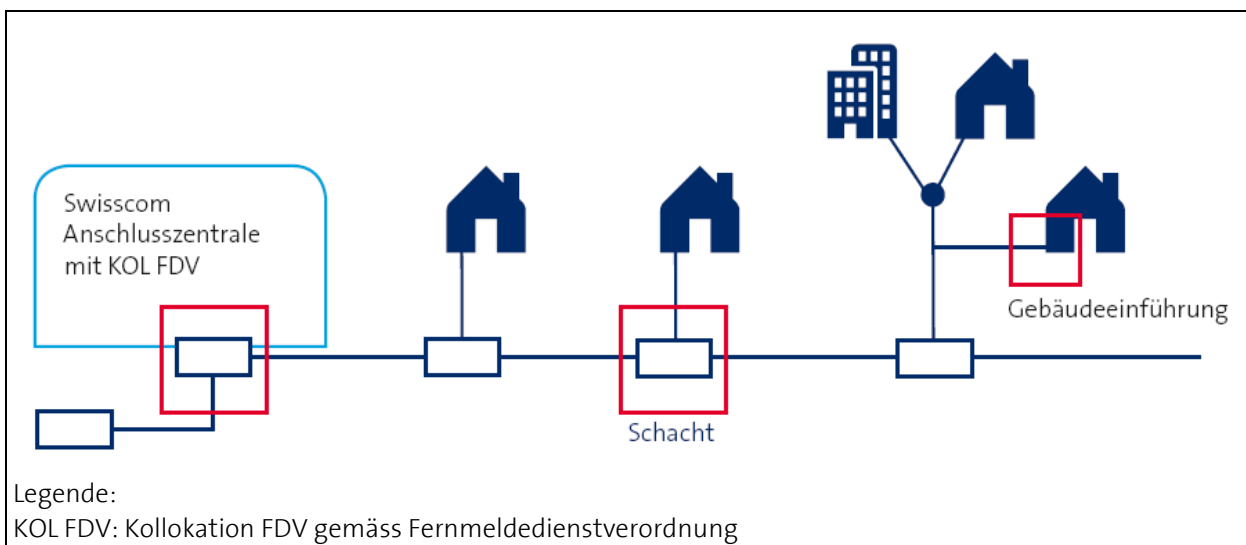 Swisscom
Anschlusszentrale
mit KOL FDV
Gebäudeeinführung
Schacht
Legende:
KOL FDV: Kollokation FDV gemäss Fernmeldedienstverordnung